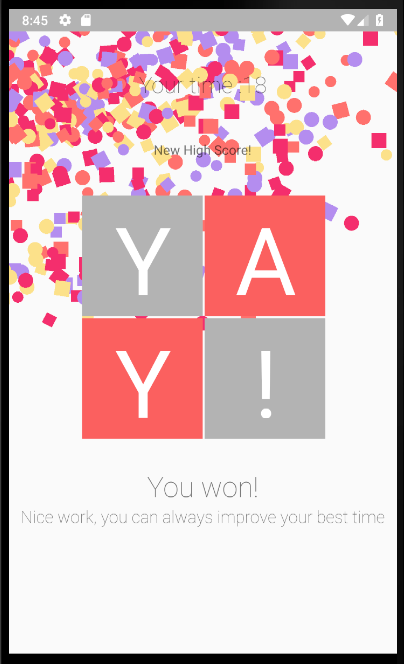 8:45
Your time: 18
New High Score!
Y A
Y !
You won!
Nice work, you can always improve your best time